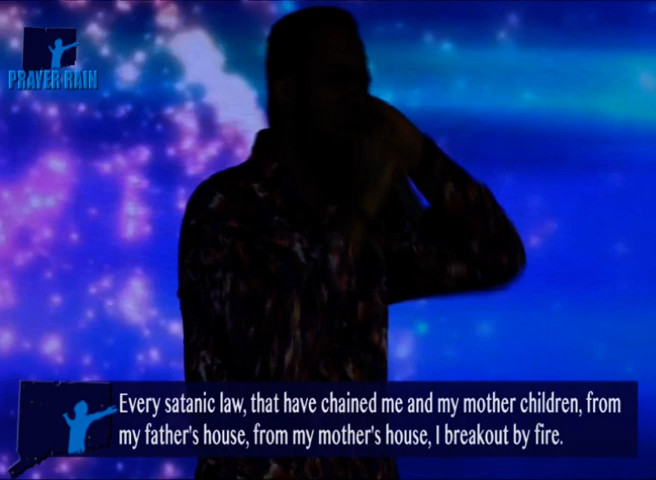 PRAYER RAIN
Every satanic law, that have chained me and my mother children, from
my father's house, from my mother's house, I breakout by fire.